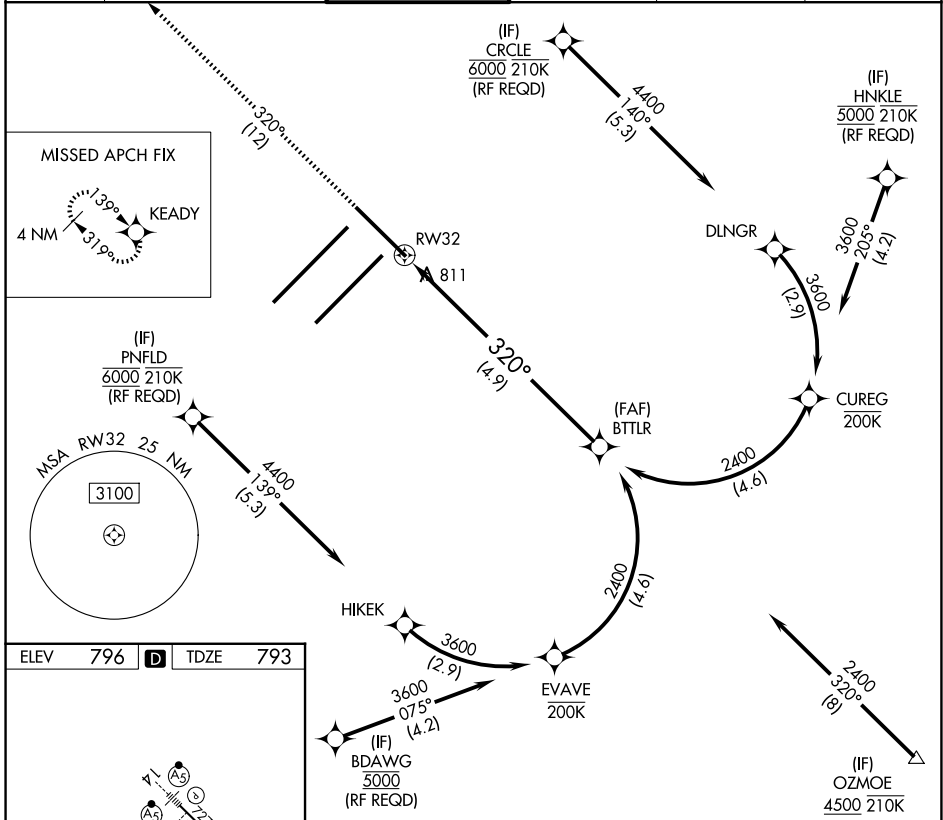 (IF)
CRCLE
6000 210K
(RF REQD)
4400
140°
(5.3)
(IF)
HNKLE
5000 210K
(RF REQD)
3600
205°
(4.2)
320°
(12)
MISSED APCH FIX
139°
KEADY
4 NM
319°
RW32
811
DLNGR
3600
(2.9)
320°
(4.9)
(IF)
PNFLD
6000 210K
(RF REQD)
(FAF)
BTTLR
CUREG
200K
2400
(4.6)
MSA RW32 25 NM
3100
4400
139°
(5.3)
2400
(4.6)
HIKEK
3600
(2.9)
EVAVE
200K
3600
075°
(4.2)
(IF)
BDAWG
5000
(RF REQD)
2400
320°
(8)
(IF)
OZMOE
4500 210K
ELEV 796 D TDZE 793
14
A5
P
A5